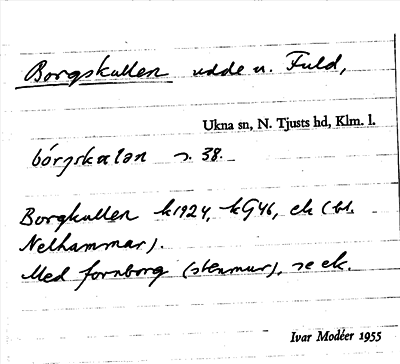 Borgskullen udde n. Fuld,
Ukna sn, N. Tjusts hd, Klm. l.
bórjskɶlən s. 38.
Borgkullen k1924, kG46, ek (bl.
Nelhammar).
Med fornborg (stenmur), se ek.
Ivar Modéer 1955